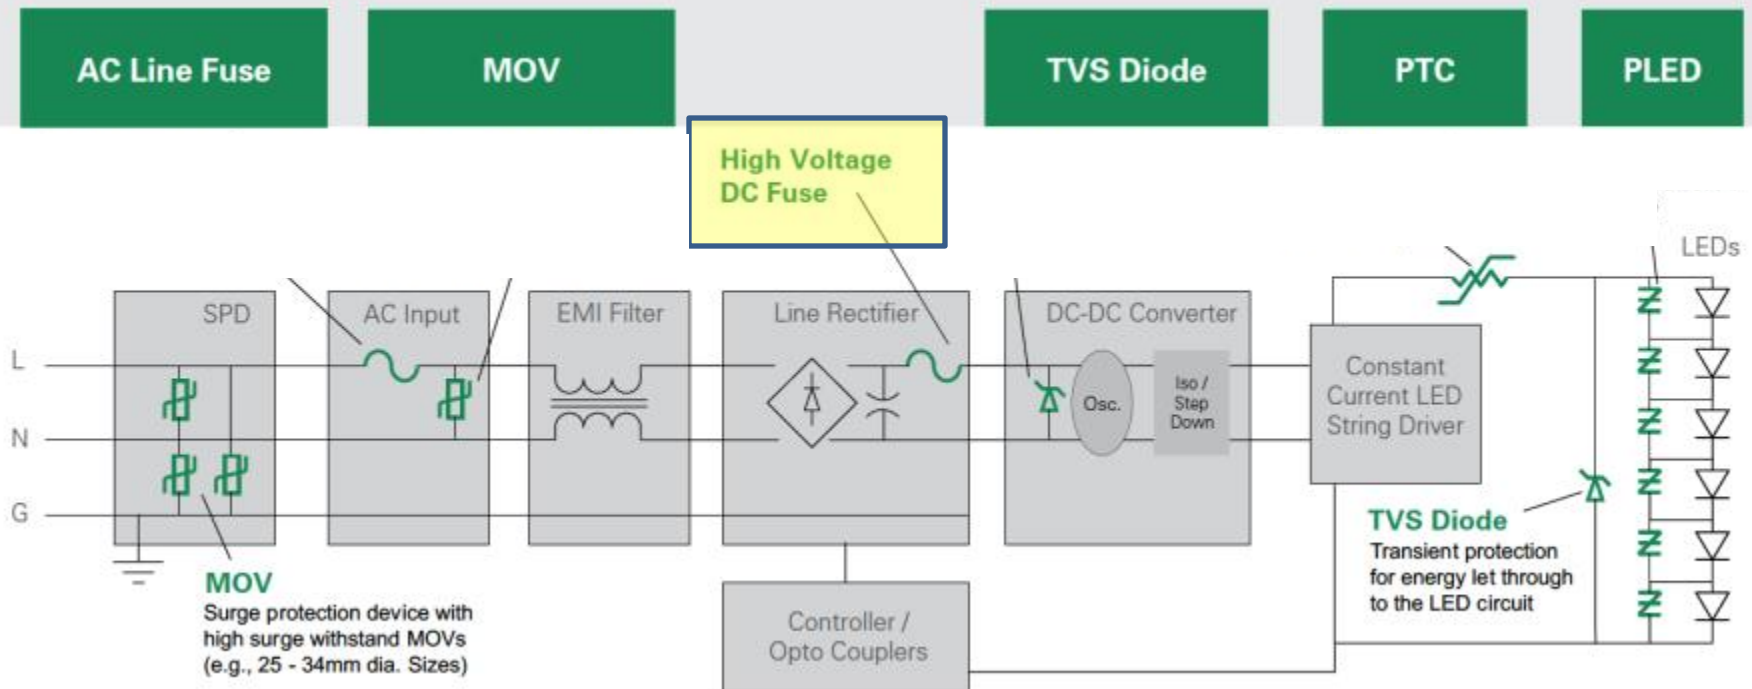 AC Line Fuse
MOV
TVS Diode
PTC
PLED
High Voltage
DC Fuse
LEDs
SPD
AC Input
EMI Filter
Line Rectifier
DC-DC Converter
L
N
G
Osc.
Iso /
Step
Down
Constant
Current LED
String Driver
MOV
Surge protection device with
high surge withstand MOVs
(e.g., 25 - 34mm dia. Sizes)
TVS Diode
Transient protection
for energy let through
to the LED circuit
Controller /
Opto Couplers